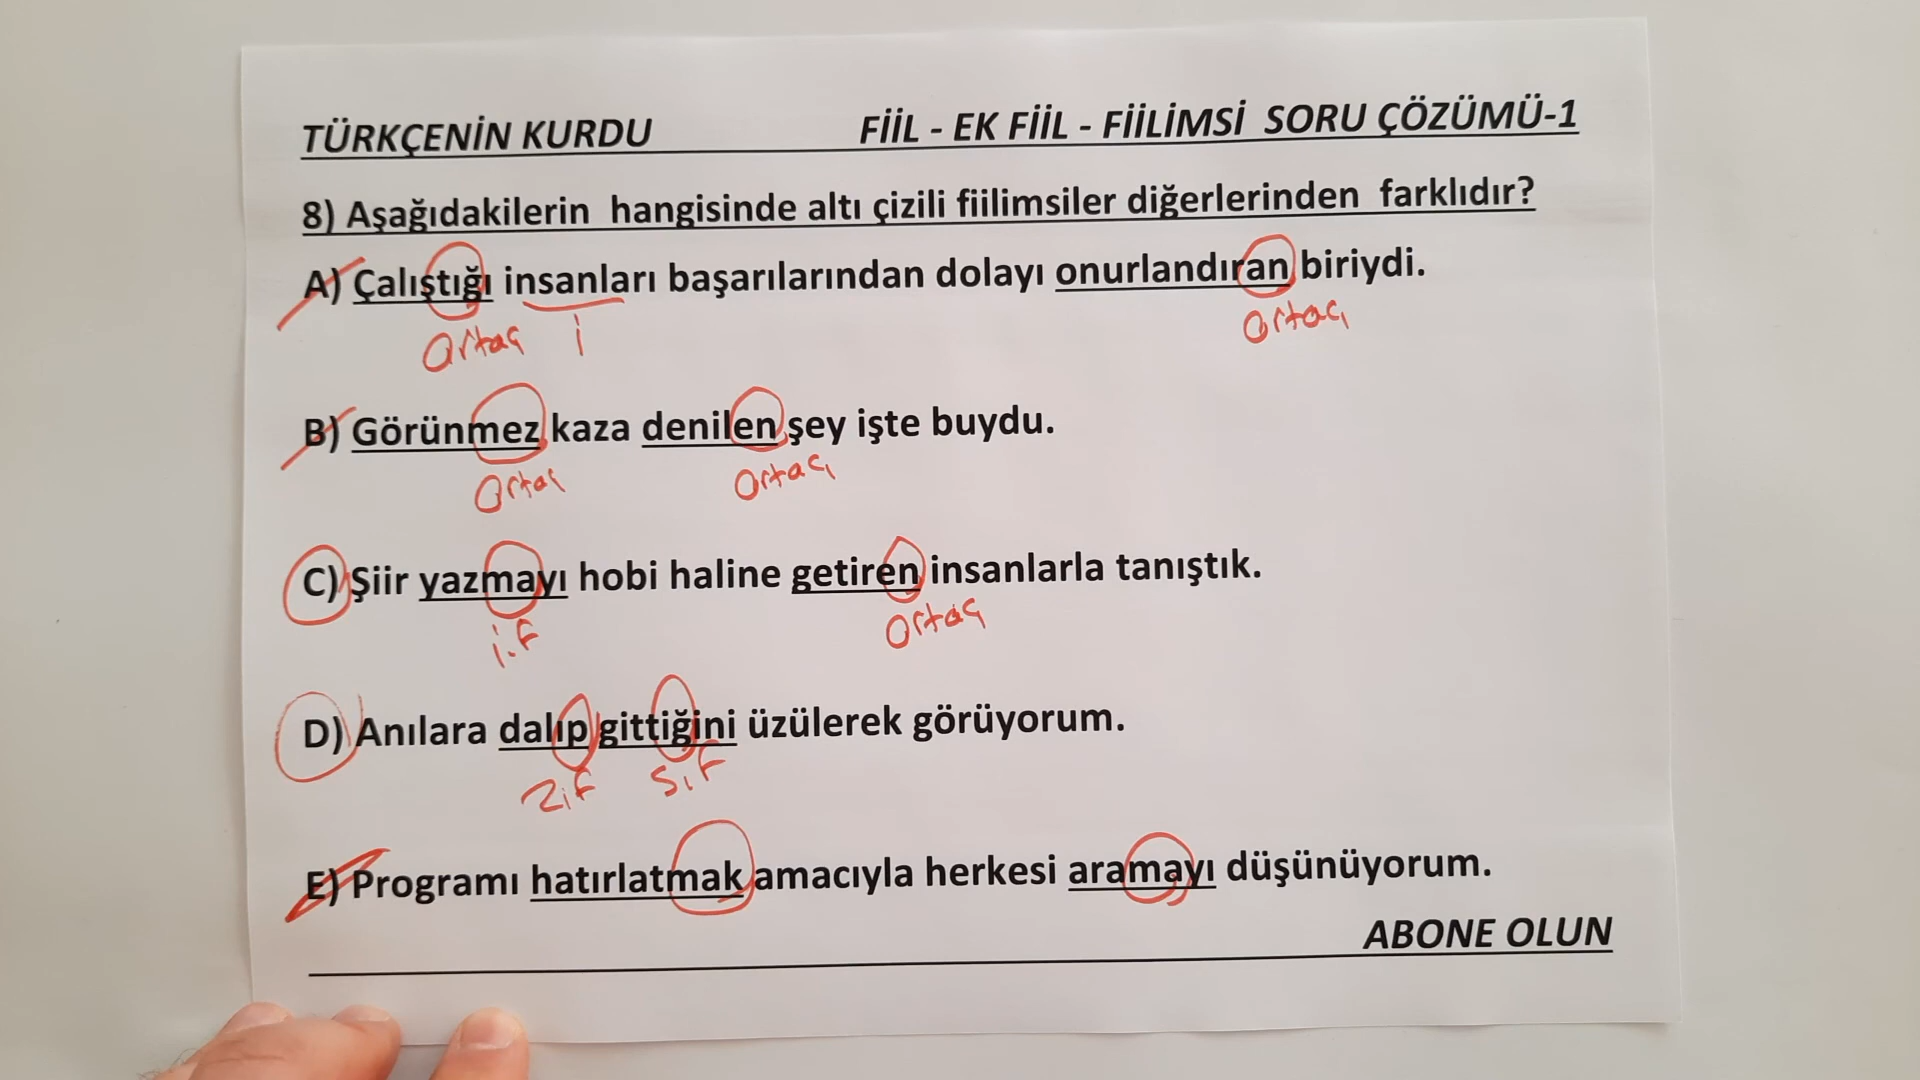 TÜRKÇENİN KURDU FİİL - EK FİİL - FİİLİMSİ SORU ÇÖZÜMÜ-1
8) Aşağıdakilerin hangisinde altı çizili fiilimsiler diğerlerinden farklıdır?
A) Çalıştığı insanları başarılarından dolayı onurlandıran biriydi.
Ortaç i Ortaç
B) Görünmez kaza denilen şey işte buydu.
Ortaç Ortaç
C) Şiir yazmayı hobi haline getiren insanlarla tanıştık.
i.F Ortaç
D) Anılara dalıp gittiğini üzülerek görüyorum.
Z.F S.F
E) Programı hatırlatmak amacıyla herkesi aramayı düşünüyorum.
ABONE OLUN